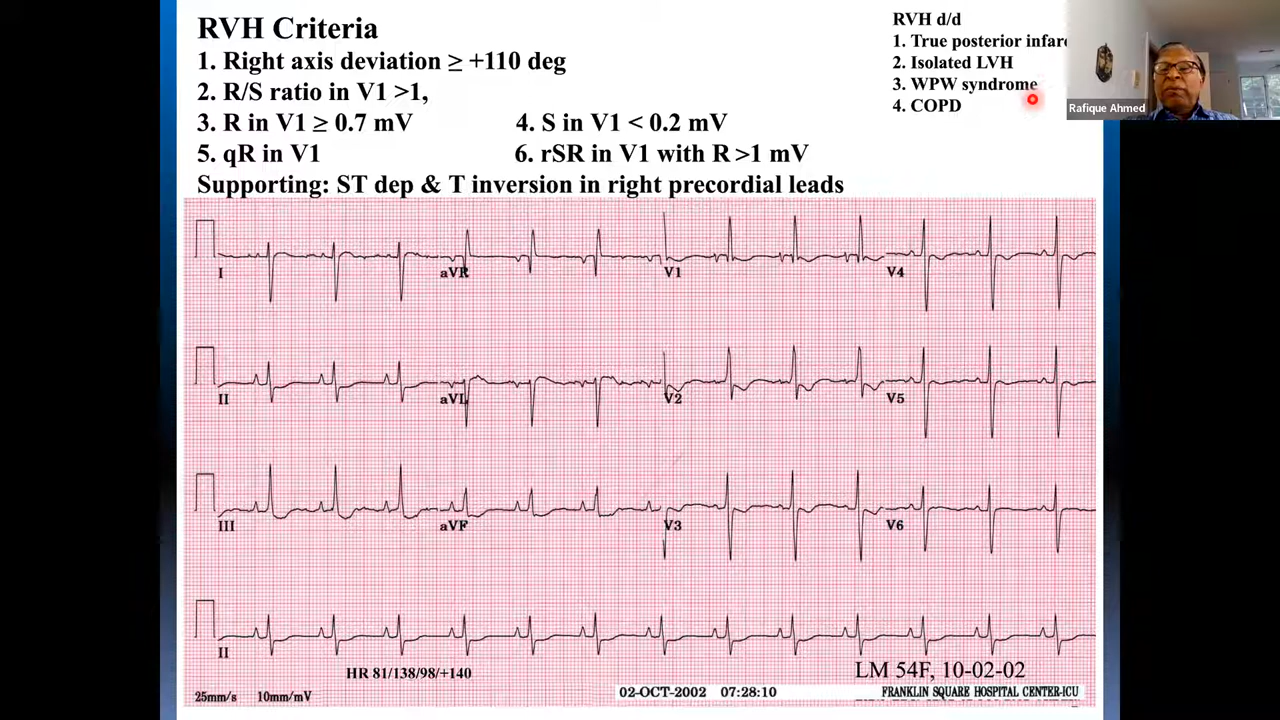 RVH Criteria
1. Right axis deviation ≥ +110 deg
2. R/S ratio in V1 >1,
3. R in V1 ≥ 0.7 mV
4. S in V1 < 0.2 mV
5. qR in V1
6. rSR in V1 with R >1 mV
Supporting: ST dep & T inversion in right precordial leads
RVH d/d
1. True posterior
2. Isolated LVH
3. WPW syndrome
4. COPD
Rafique Ahmed
I aVR V1 V4
II aVL V2 V5
III aVF V3 V6
II
HR 81/138/98/+140
LM 54F, 10-02-02
25mm/s 10mm/mV
02-OCT-2002 07:28:10
FRANKLIN SQUARE HOSPITAL CENTER-ICU